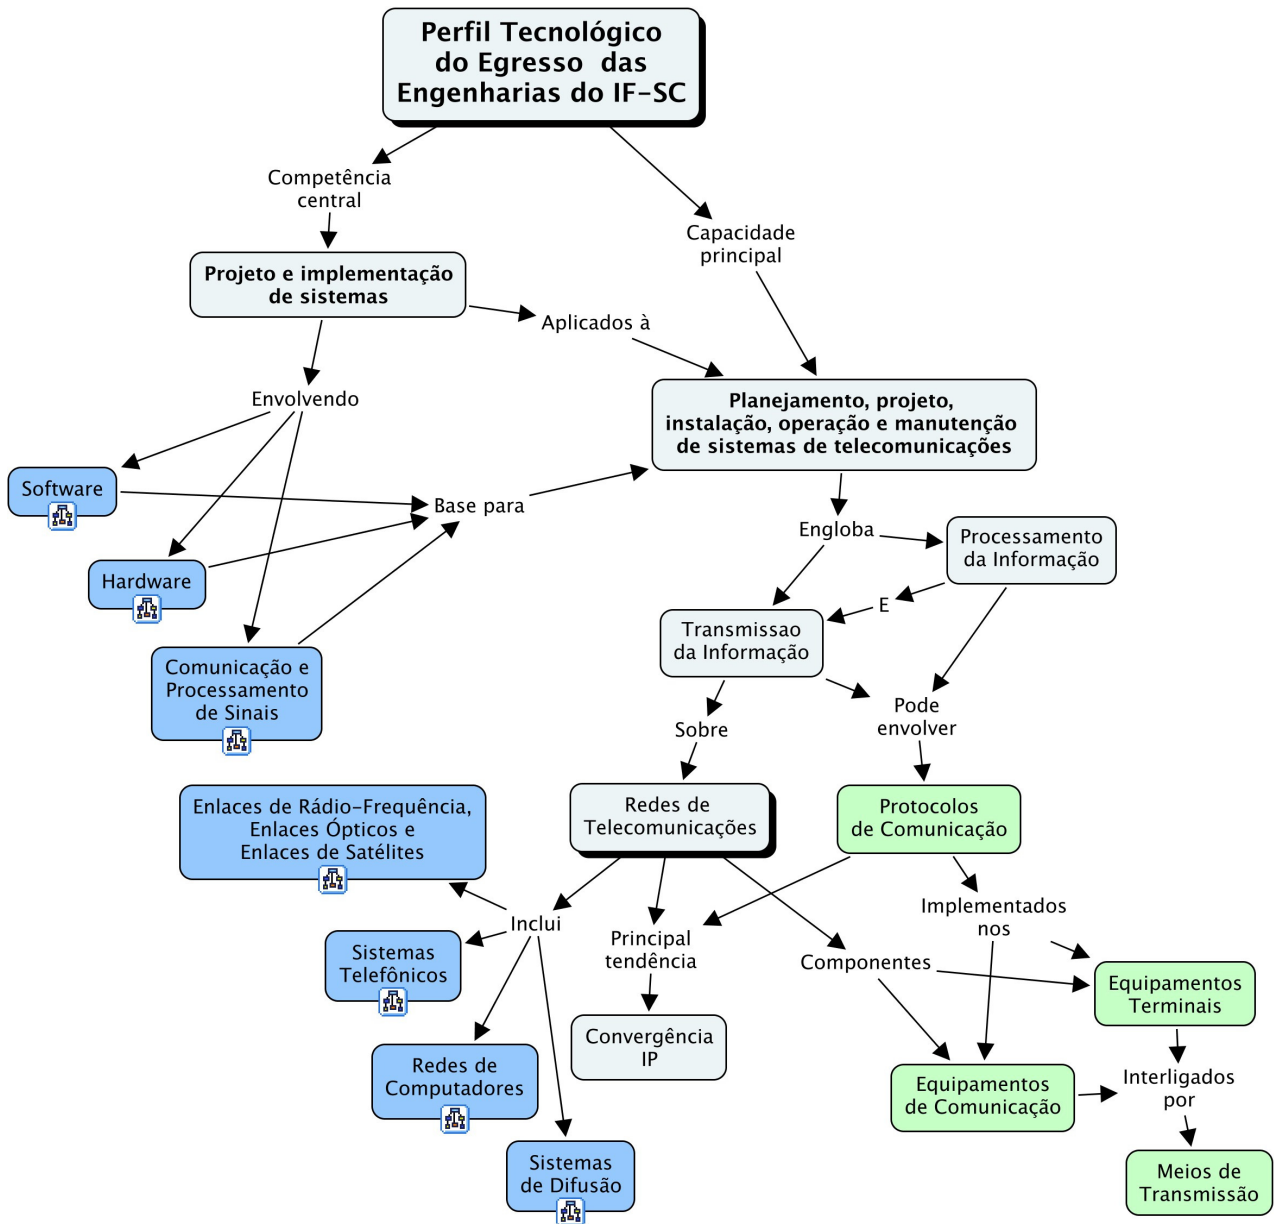 Perfil Tecnológico
do Egresso das
Engenharias do IF-SC
Competência
central
Capacidade
principal
Projeto e implementação
de sistemas
Aplicados à
Envolvendo
Planejamento, projeto,
instalação, operação e manutenção
de sistemas de telecomunicações
Software
Base para
Hardware
Engloba
Processamento
da Informação
E
Transmissao
da Informação
Comunicação e
Processamento
de Sinais
Sobre
Pode
envolver
Enlaces de Rádio-Frequência,
Enlaces Ópticos e
Enlaces de Satélites
Redes de
Telecomunicações
Protocolos
de Comunicação
Inclui
Principal
tendência
Implementados
nos
Sistemas
Telefônicos
Componentes
Equipamentos
Terminais
Convergência
IP
Redes de
Computadores
Equipamentos
de Comunicação
Interligados
por
Sistemas
de Difusão
Meios de
Transmissão